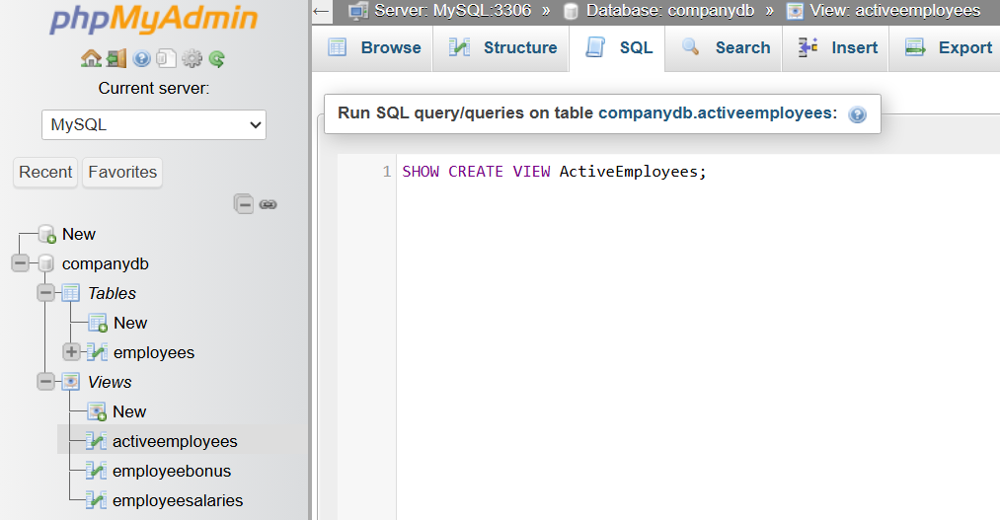 phpMyAdmin
Current server:
MySQL
Recent Favorites
New
companydb
Tables
New
employees
Views
New
activeemployees
employeebonus
employeesalaries
← Server: MySQL:3306 » Database: companydb » View: activeemployees
Browse Structure SQL Search Insert Export
Run SQL query/queries on table companydb.activeemployees:
1 SHOW CREATE VIEW ActiveEmployees;